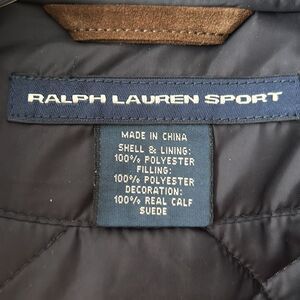 RALPH LAUREN SPORT
MADE IN CHINA
SHELL & LINING:
100% POLYESTER
FILLING:
100% POLYESTER
DECORATION:
100% REAL CALF
SUEDE